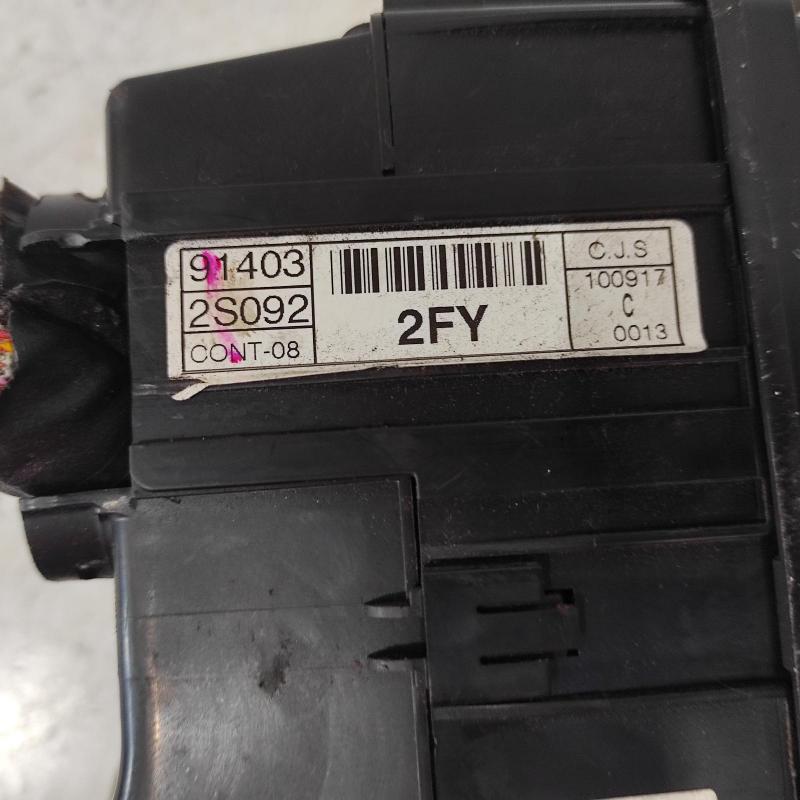 91403
2S092
CONT-08
2FY
C.J.S
100917
C
0013